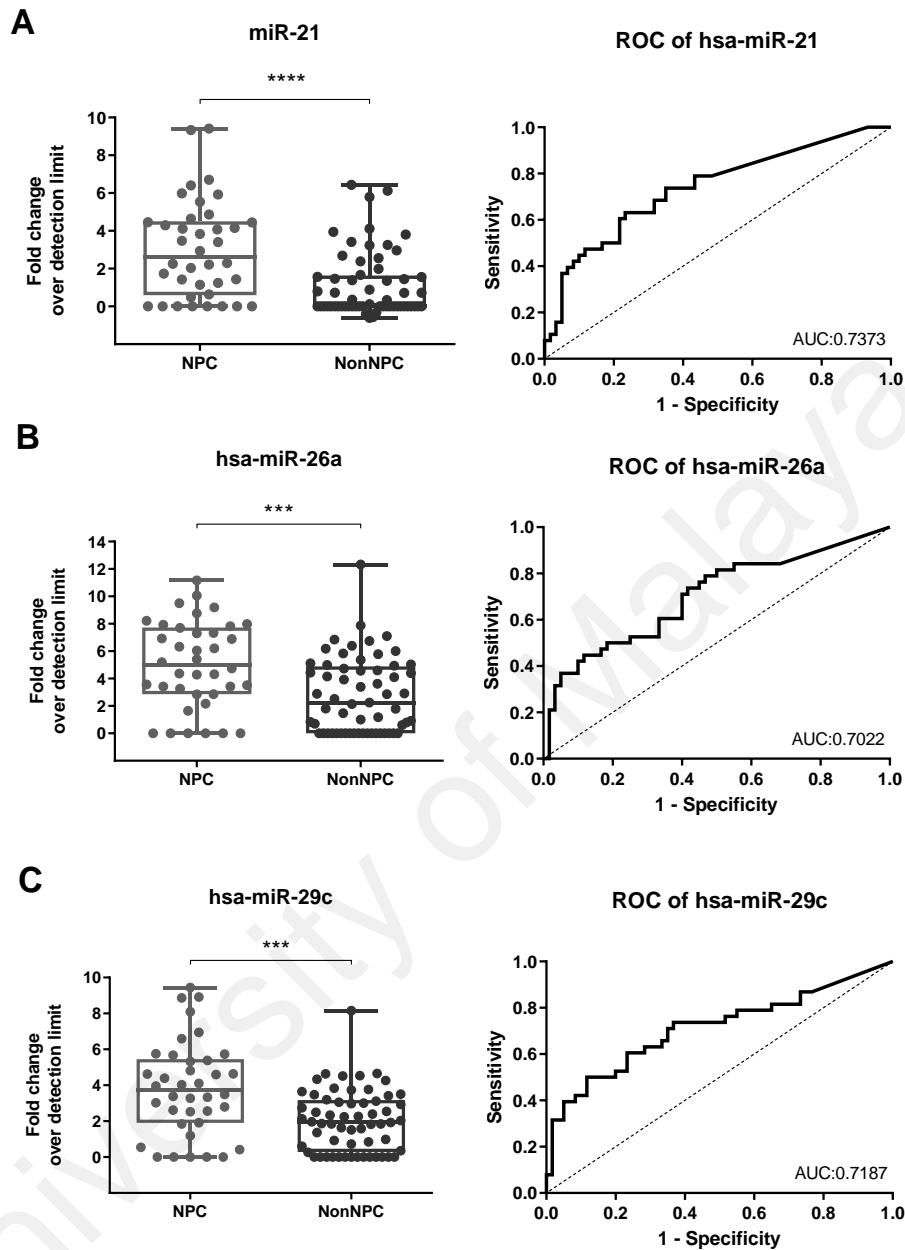 A
miR-21
****
Fold change
over detection limit
10
8
6
4
2
0
NPC
NonNPC
ROC of hsa-miR-21
Sensitivity
1.0
0.8
0.6
0.4
0.2
0.0
0.0
0.2
0.4
0.6
0.8
1.0
AUC:0.7373
1 - Specificity
B
hsa-miR-26a
***
Fold change
over detection limit
14
12
10
8
6
4
2
0
NPC
NonNPC
ROC of hsa-miR-26a
Sensitivity
1.0
0.8
0.6
0.4
0.2
0.0
0.0
0.2
0.4
0.6
0.8
1.0
AUC:0.7022
1 - Specificity
C
hsa-miR-29c
***
Fold change
over detection limit
10
8
6
4
2
0
NPC
NonNPC
ROC of hsa-miR-29c
Sensitivity
1.0
0.8
0.6
0.4
0.2
0.0
0.0
0.2
0.4
0.6
0.8
1.0
AUC:0.7187
1 - Specificity
niversity of Malaya